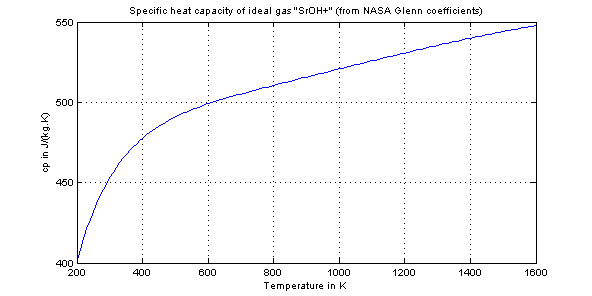 Specific heat capacity of ideal gas "SrOH+" (from NASA Glenn coefficients)
550
500
450
400
cp in J/(kg.K)
200 400 600 800 1000 1200 1400 1600
Temperature in K